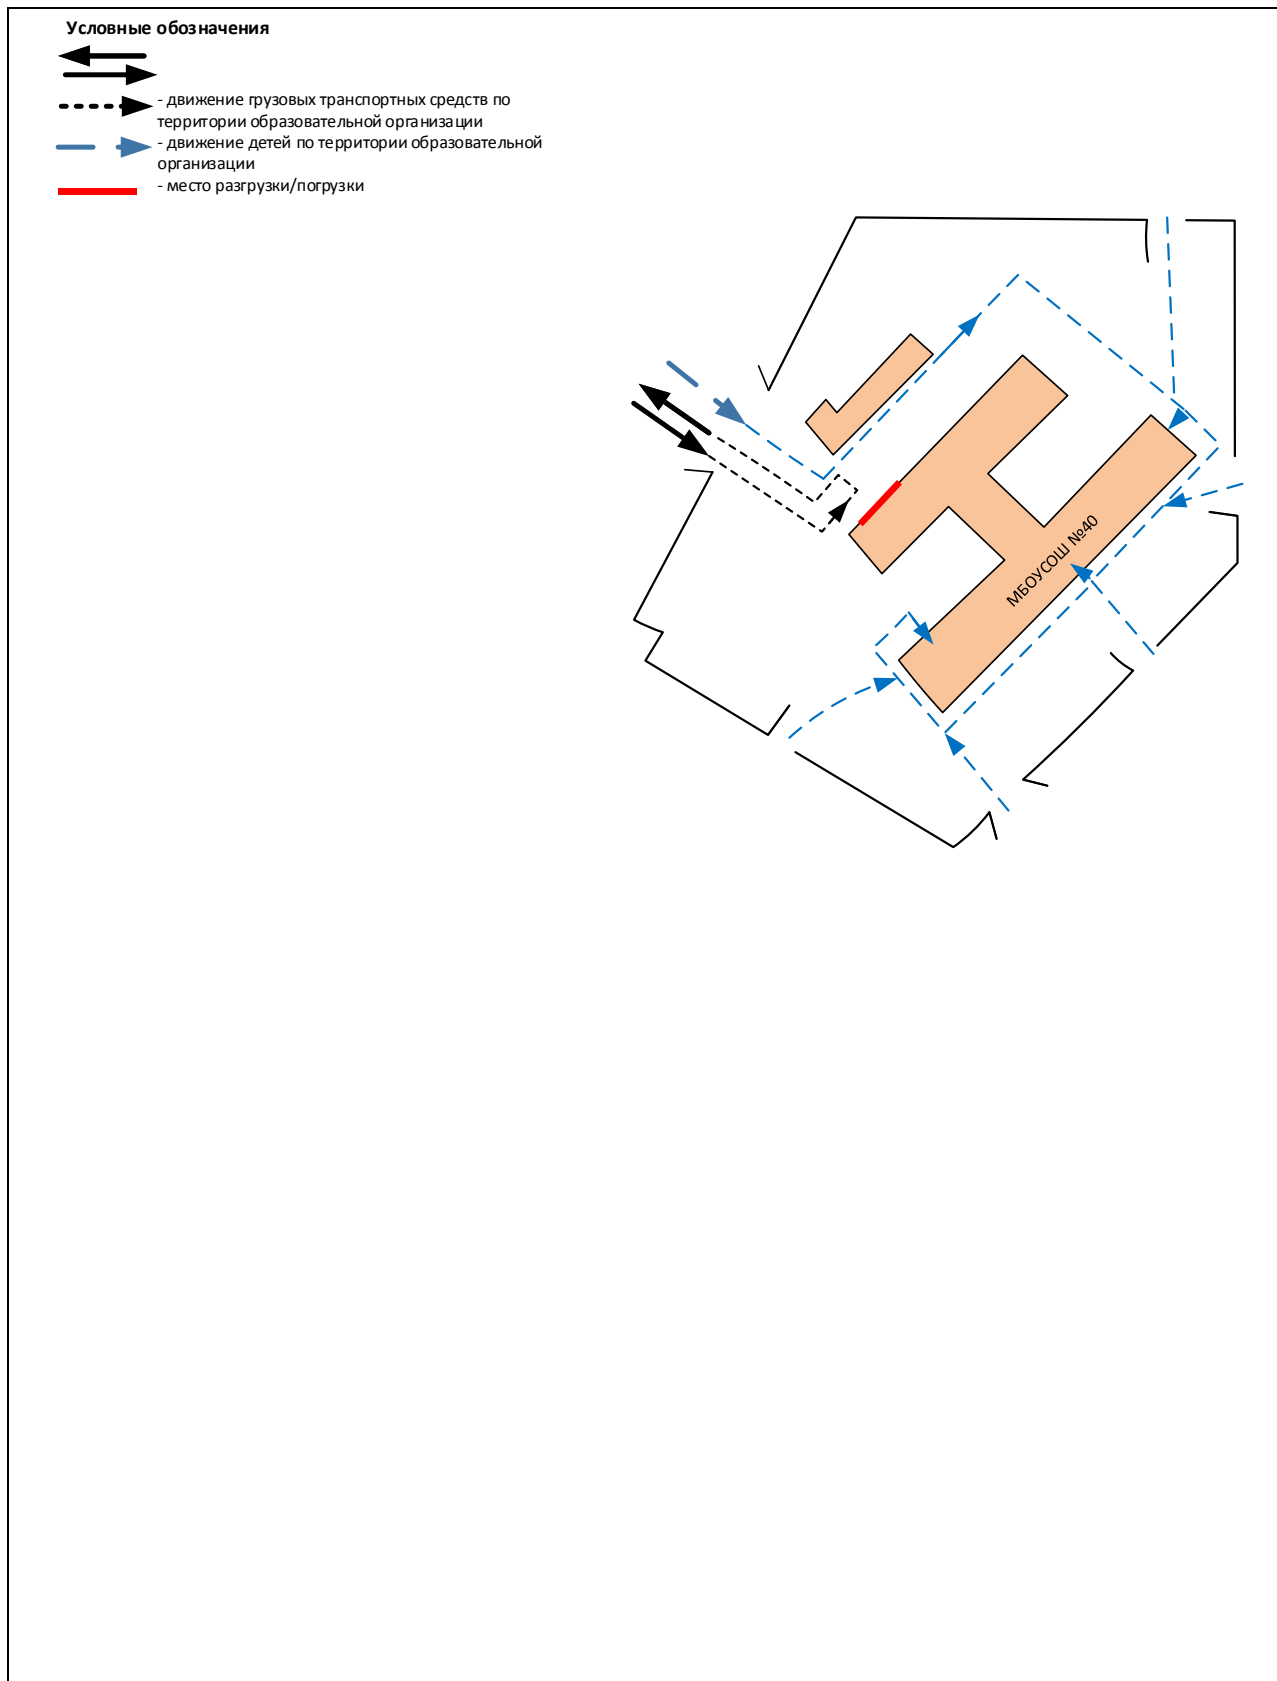 Условные обозначения
- движение грузовых транспортных средств по
территории образовательной организации
- движение детей по территории образовательной
организации
- место разгрузки/погрузки
МБОУСОШ №40